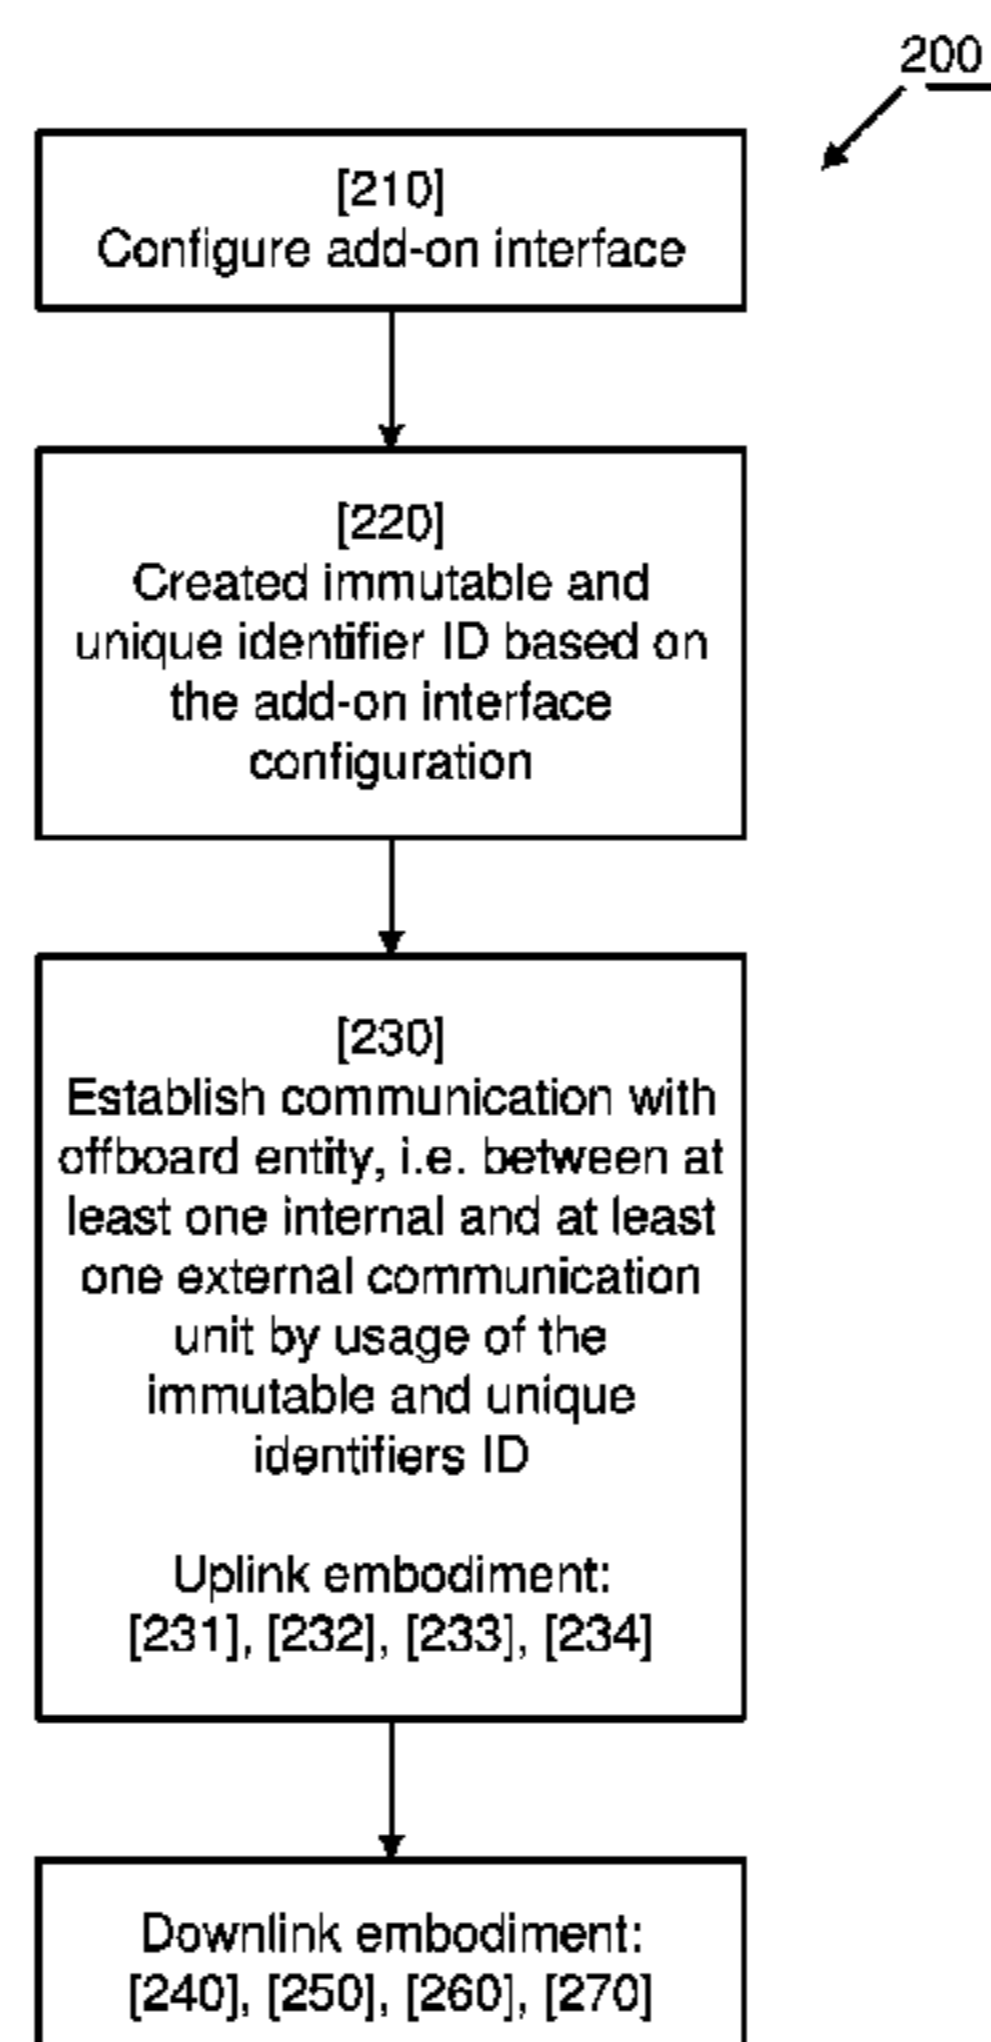 200
[210]
Configure add-on interface
[220]
Created immutable and
unique identifier ID based on
the add-on interface
configuration
[230]
Establish communication with
offboard entity, i.e. between at
least one internal and at least
one external communication
unit by usage of the
immutable and unique
identifiers ID
Uplink embodiment:
[231], [232], [233], [234]
Downlink embodiment:
[240], [250], [260], [270]